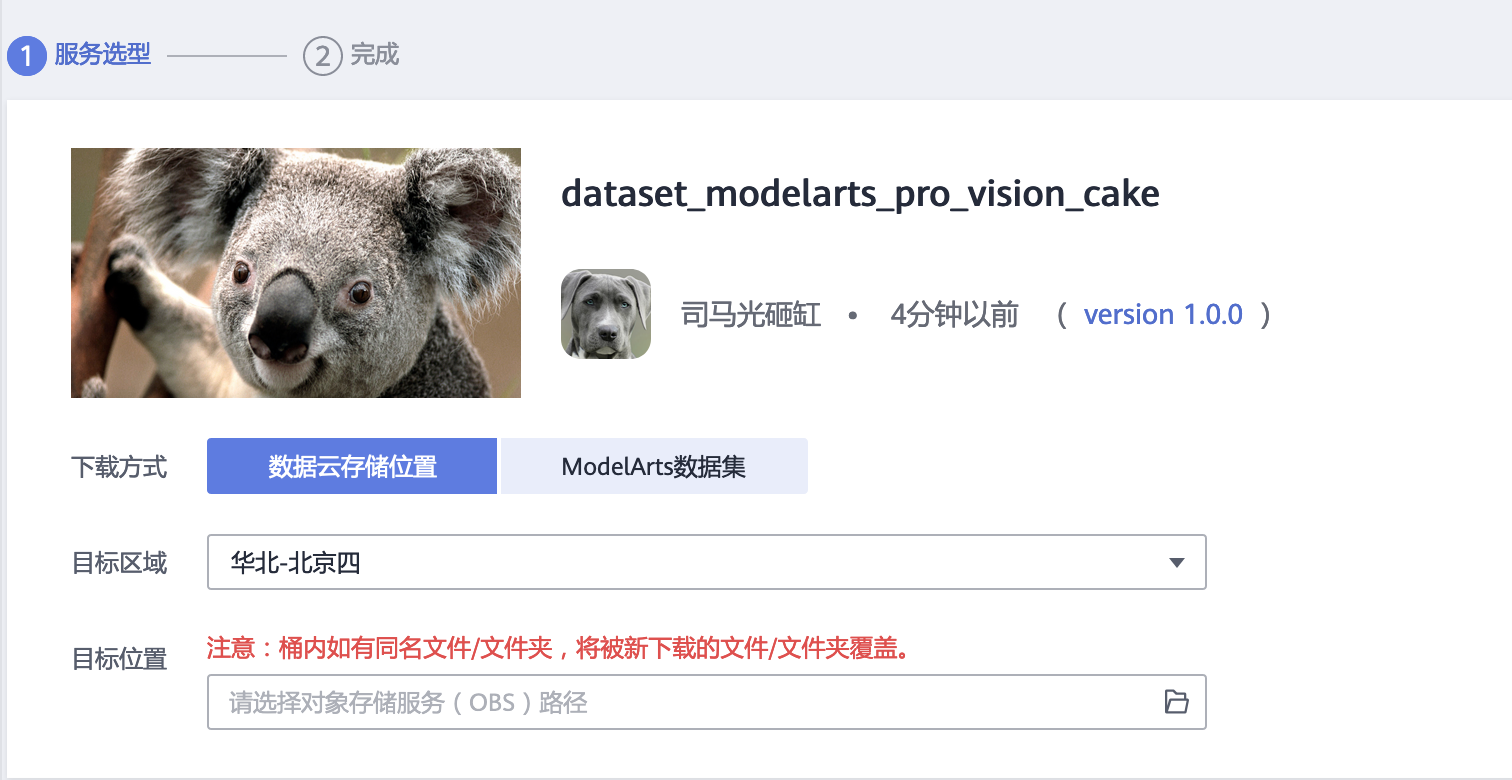 1 服务选型 2 完成
dataset_modelarts_pro_vision_cake
司马光砸缸 • 4分钟以前 ( version 1.0.0 )
下载方式 数据云存储位置 ModelArts数据集
目标区域 华北-北京四
目标位置 注意：桶内如有同名文件/文件夹，将被新下载的文件/文件夹覆盖。
请选择对象存储服务（OBS）路径